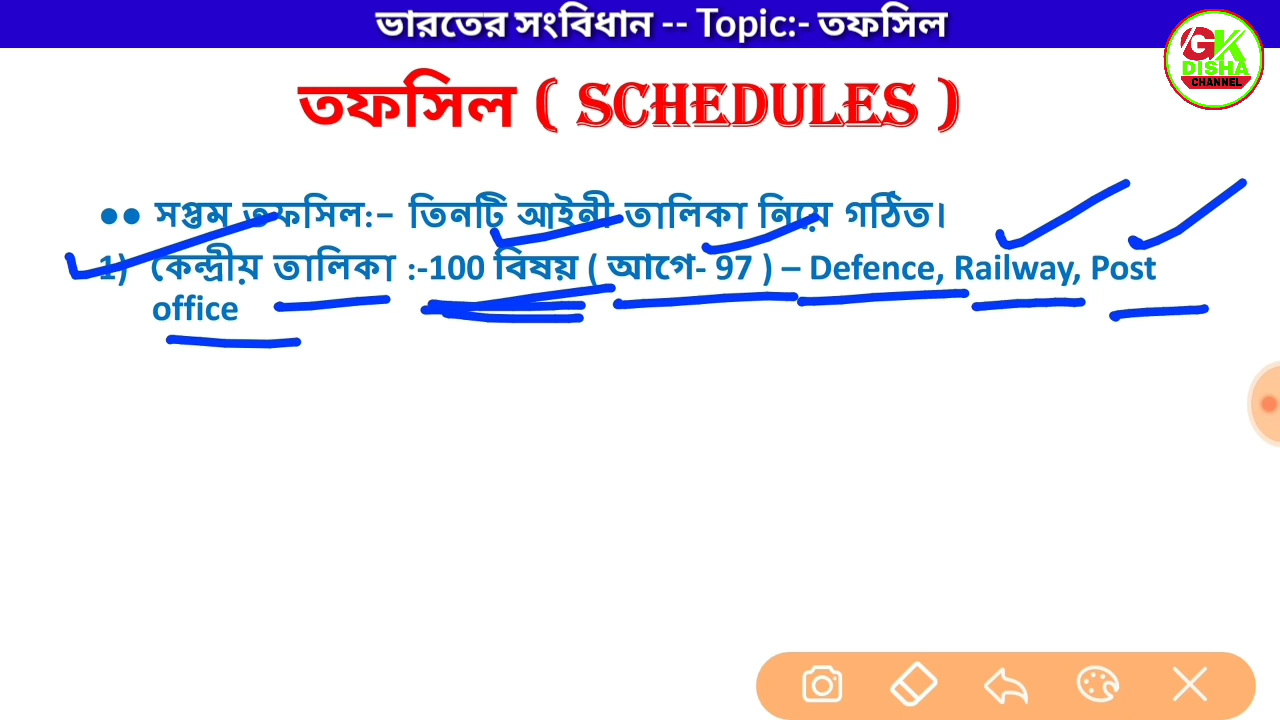 ভারতের সংবিধান -- Topic:- তফসিল
GK
DISHA
CHANNEL
তফসিল ( SCHEDULES )
●● সপ্তম তফসিল:– তিনটি আইনী তালিকা নিয়ে গঠিত।
1) কেন্দ্রীয় তালিকা :-100 বিষয় ( আগে- 97 ) – Defence, Railway, Post
office